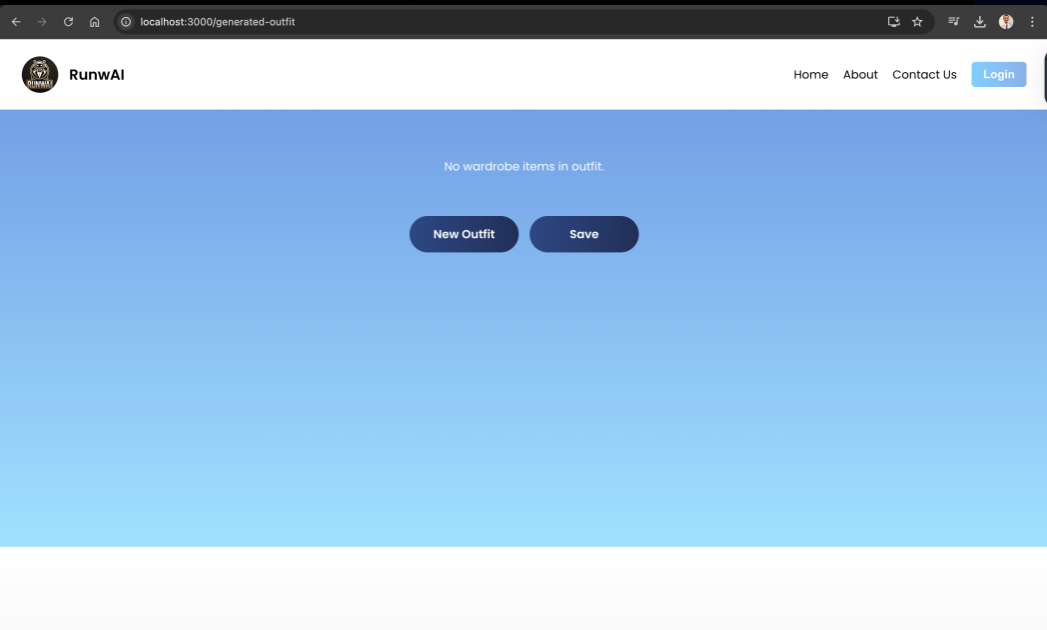 localhost:3000/generated-outfit
RUNWAI
RunwAI
Home
About
Contact Us
Login
No wardrobe items in outfit.
New Outfit
Save